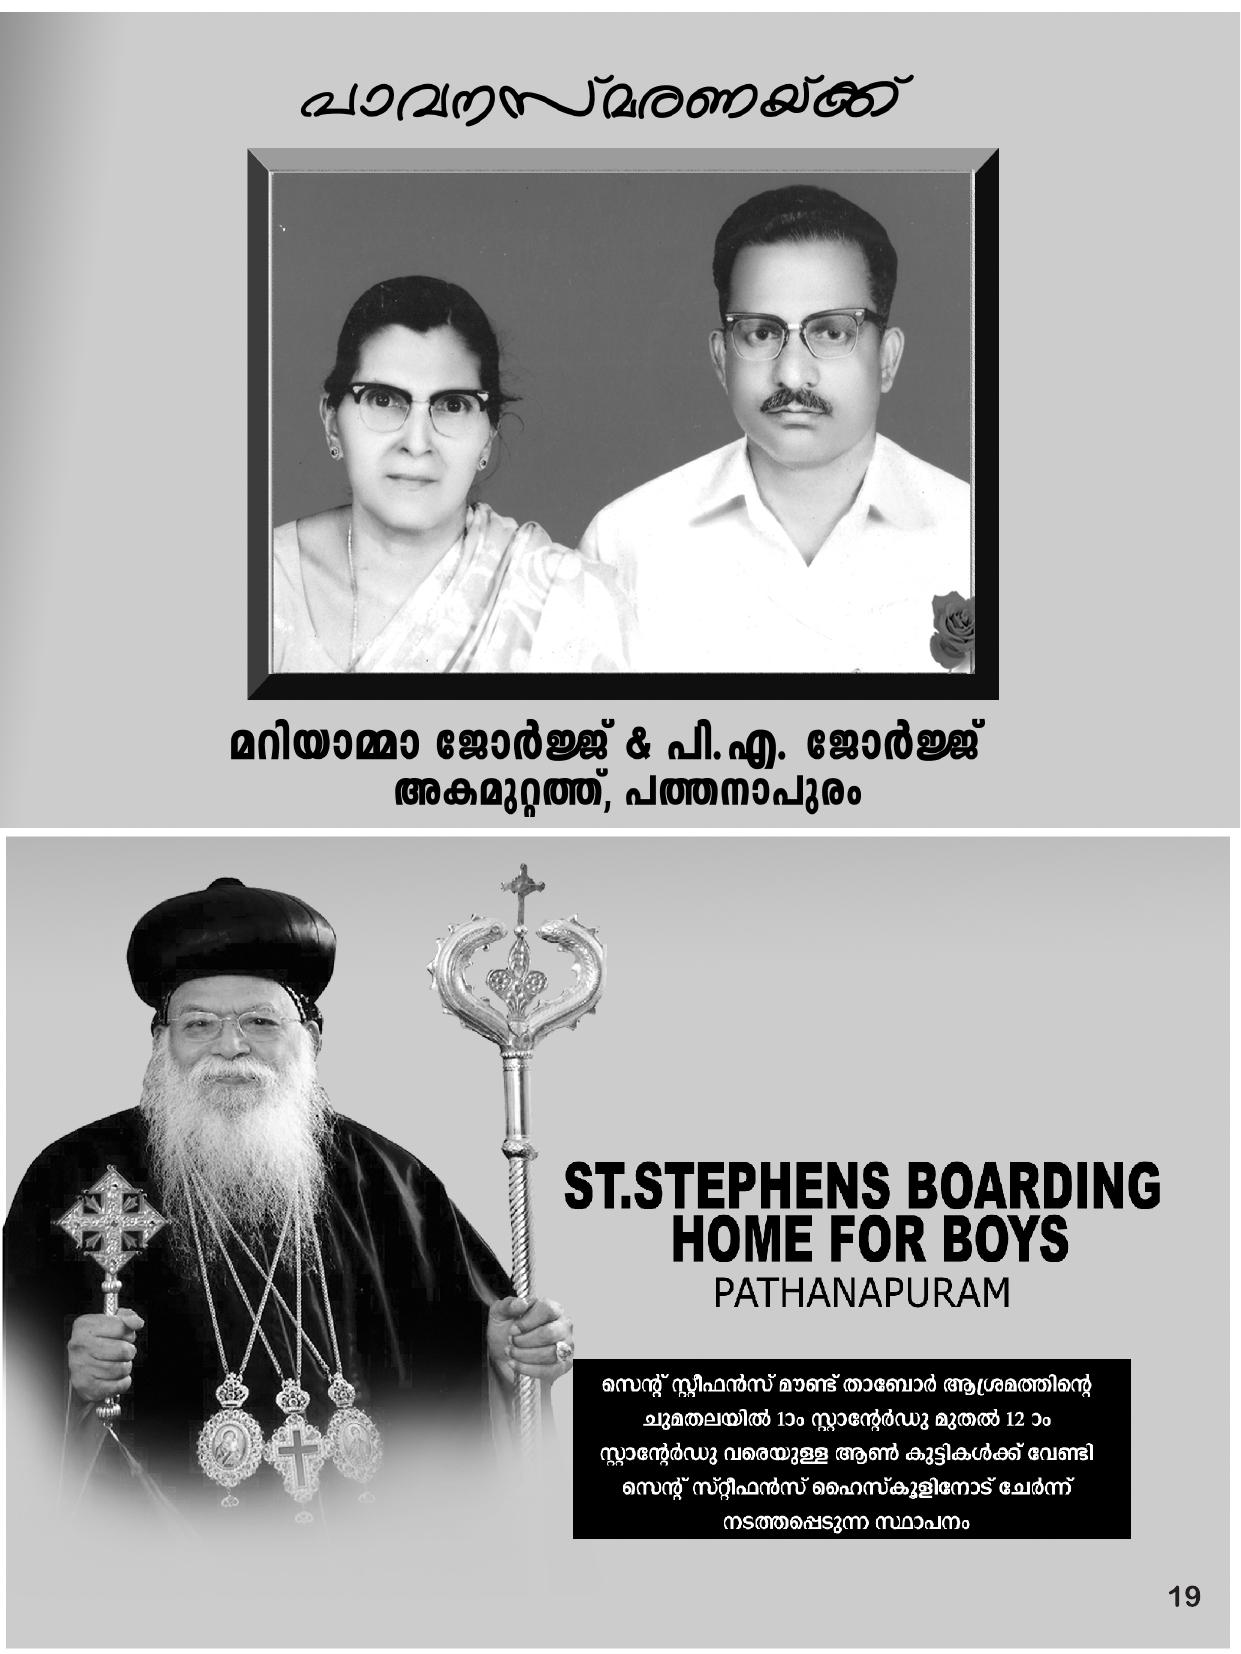 പാവനസ്മരണയ്ക്ക്
മറിയാമ്മാ ജോർജ്ജ് & പി.എ. ജോർജ്ജ്
അകമുറ്റത്ത്, പത്തനാപുരം
ST.STEPHENS BOARDING
HOME FOR BOYS
PATHANAPURAM
സെന്റ് സ്റ്റീഫൻസ് മൗണ്ട് താബോർ ആശ്രമത്തിന്റെ
ചുമതലയിൽ 1ാം സ്റ്റാന്റേർഡു മുതൽ 12 ാം
സ്റ്റാന്റേർഡു വരെയുള്ള ആൺ കുട്ടികൾക്ക് വേണ്ടി
സെന്റ് സ്റ്റീഫൻസ് ഹൈസ്കൂളിനോട് ചേർന്ന്
നടത്തപ്പെടുന്ന സ്ഥാപനം
19